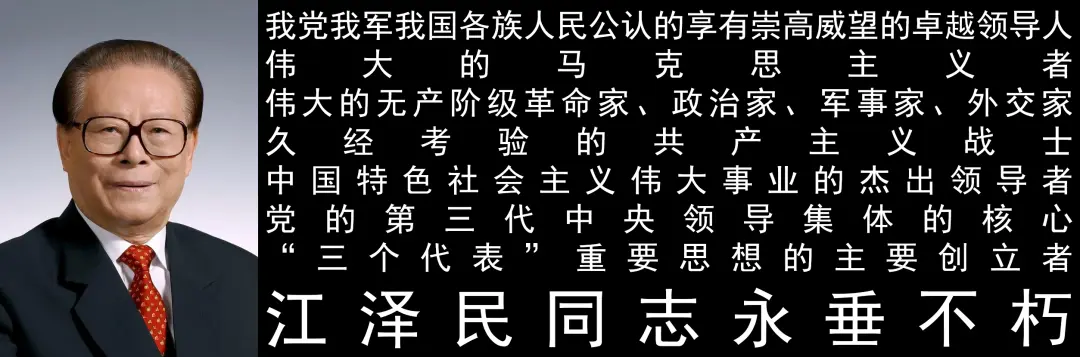 我党我军我国各族人民公认的享有崇高威望的卓越领导人
伟大的马克思主义者
伟大的无产阶级革命家、政治家、军事家、外交家
久经考验的共产主义战士
中国特色社会主义伟大事业的杰出领导者
党的第三代中央领导集体的核心
“三个代表”重要思想的主要创立者
江泽民同志永垂不朽